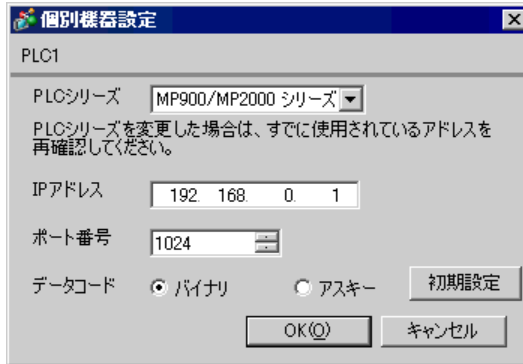 個別機器設定
PLC1
PLCシリーズ MP900/MP2000 シリーズ
PLCシリーズを変更した場合は、すでに使用されているアドレスを
再確認してください。
IPアドレス 192. 168. 0. 1
ポート番号 1024
データコード バイナリ アスキー 初期設定
OK(O) キャンセル